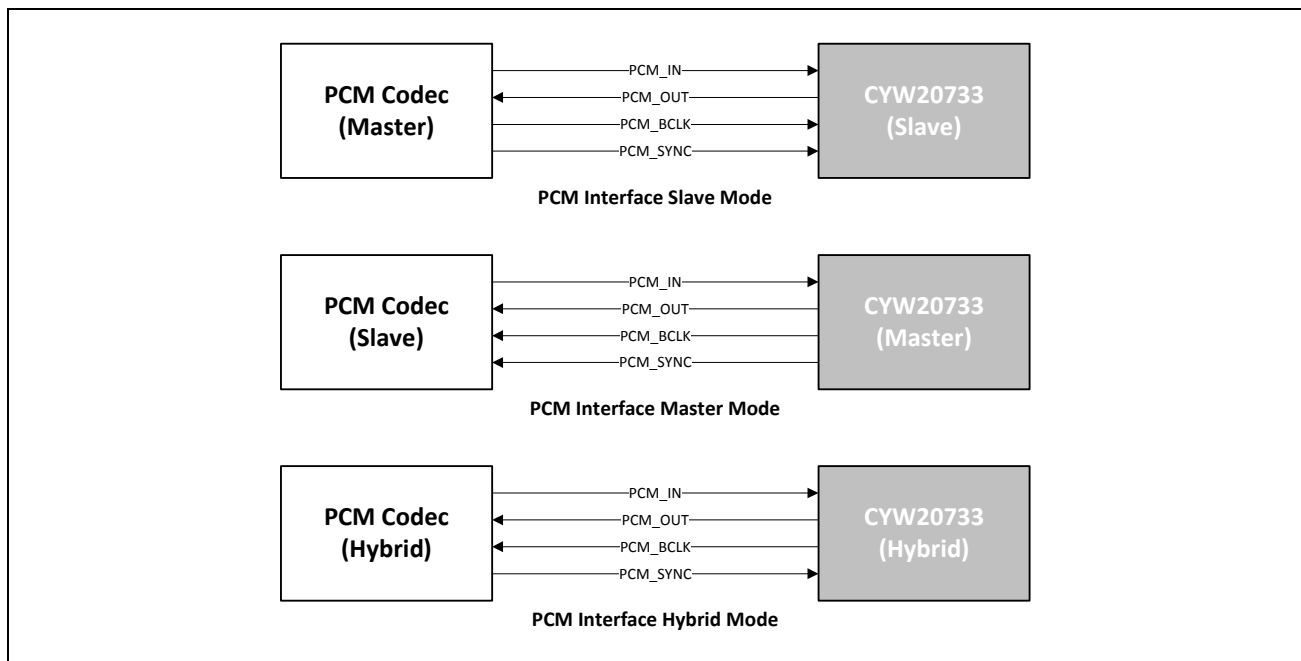 PCM Codec
(Master)
PCM_IN
PCM_OUT
PCM_BCLK
PCM_SYNC
CYW20733
(Slave)
PCM Interface Slave Mode
PCM Codec
(Slave)
PCM_IN
PCM_OUT
PCM_BCLK
PCM_SYNC
CYW20733
(Master)
PCM Interface Master Mode
PCM Codec
(Hybrid)
PCM_IN
PCM_OUT
PCM_BCLK
PCM_SYNC
CYW20733
(Hybrid)
PCM Interface Hybrid Mode